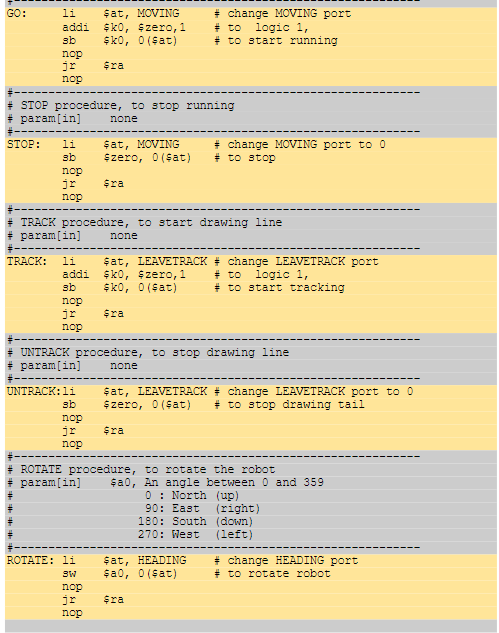 #-----------------------------------------------------------
GO:     li    $at, MOVING     # change MOVING port
        addi  $k0, $zero,1    # to  logic 1,
        sb    $k0, 0($at)     # to start running
        nop
        jr    $ra
        nop
#-----------------------------------------------------------
# STOP procedure, to stop running
# param[in]    none
#-----------------------------------------------------------
STOP:   li    $at, MOVING     # change MOVING port to 0
        sb    $zero, 0($at)   # to stop
        nop
        jr    $ra
        nop
#-----------------------------------------------------------
# TRACK procedure, to start drawing line
# param[in]    none
#-----------------------------------------------------------
TRACK:  li    $at, LEAVETRACK # change LEAVETRACK port
        addi  $k0, $zero,1    # to  logic 1,
        sb    $k0, 0($at)     # to start tracking
        nop
        jr    $ra
        nop
#-----------------------------------------------------------
# UNTRACK procedure, to stop drawing line
# param[in]    none
#-----------------------------------------------------------
UNTRACK:li    $at, LEAVETRACK # change LEAVETRACK port to 0
        sb    $zero, 0($at)   # to stop drawing tail
        nop
        jr    $ra
        nop
#-----------------------------------------------------------
# ROTATE procedure, to rotate the robot
# param[in]    $a0, An angle between 0 and 359
#                   0 : North (up)
#                   90: East  (right)
#                  180: South (down)
#                  270: West  (left)
#-----------------------------------------------------------
ROTATE: li    $at, HEADING    # change HEADING port
        sw    $a0, 0($at)     # to rotate robot
        nop
        jr    $ra
        nop